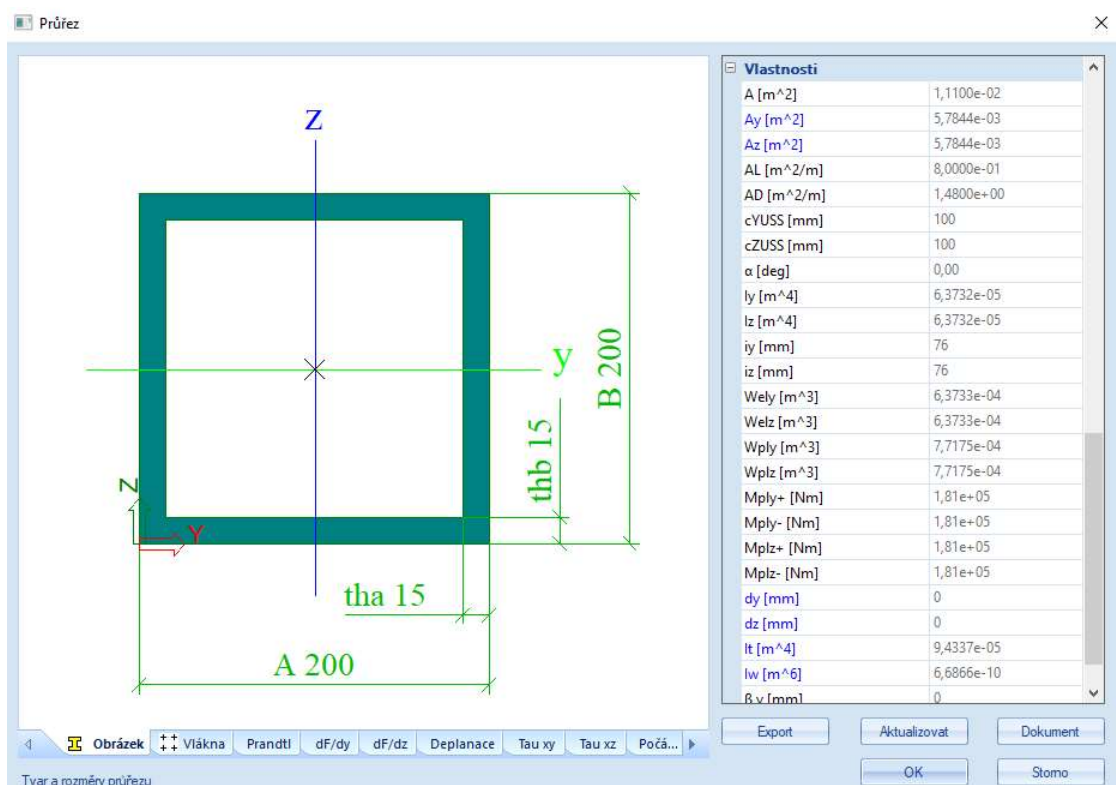 Průřez
Z
y
B 200
thb 15
Z
Y
tha 15
A 200
Obrázek Vlákna Prandtl dF/dy dF/dz Deplanace Tau xy Tau xz Počá...
Tvar a rozměry průřezu
Vlastnosti
A [m^2] 1,1100e-02
Ay [m^2] 5,7844e-03
Az [m^2] 5,7844e-03
AL [m^2/m] 8,0000e-01
AD [m^2/m] 1,4800e+00
cYUSS [mm] 100
cZUSS [mm] 100
α [deg] 0,00
Iy [m^4] 6,3732e-05
Iz [m^4] 6,3732e-05
iy [mm] 76
iz [mm] 76
Wely [m^3] 6,3733e-04
Welz [m^3] 6,3733e-04
Wply [m^3] 7,7175e-04
Wplz [m^3] 7,7175e-04
Mply+ [Nm] 1,81e+05
Mply- [Nm] 1,81e+05
Mplz+ [Nm] 1,81e+05
Mplz- [Nm] 1,81e+05
dy [mm] 0
dz [mm] 0
It [m^4] 9,4337e-05
Iw [m^6] 6,6866e-10
β y [mm] 0
Export Aktualizovat Dokument
OK Storno